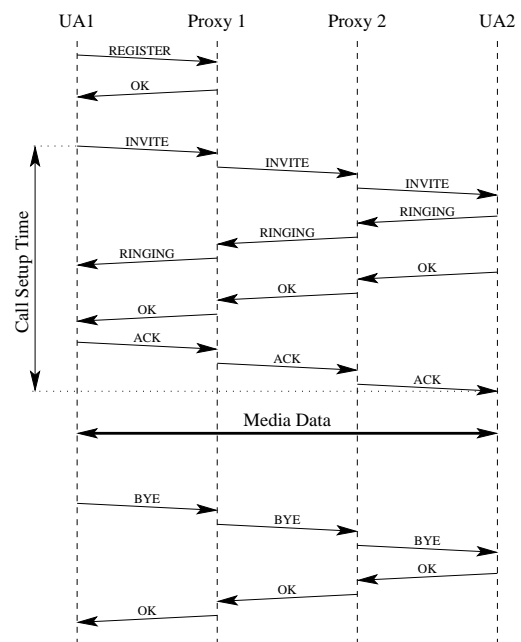 UA1 Proxy 1 Proxy 2 UA2
REGISTER
OK
INVITE
INVITE
INVITE
RINGING
RINGING
RINGING
OK
OK
OK
ACK
ACK
ACK
Call Setup Time
Media Data
BYE
BYE
BYE
OK
OK
OK